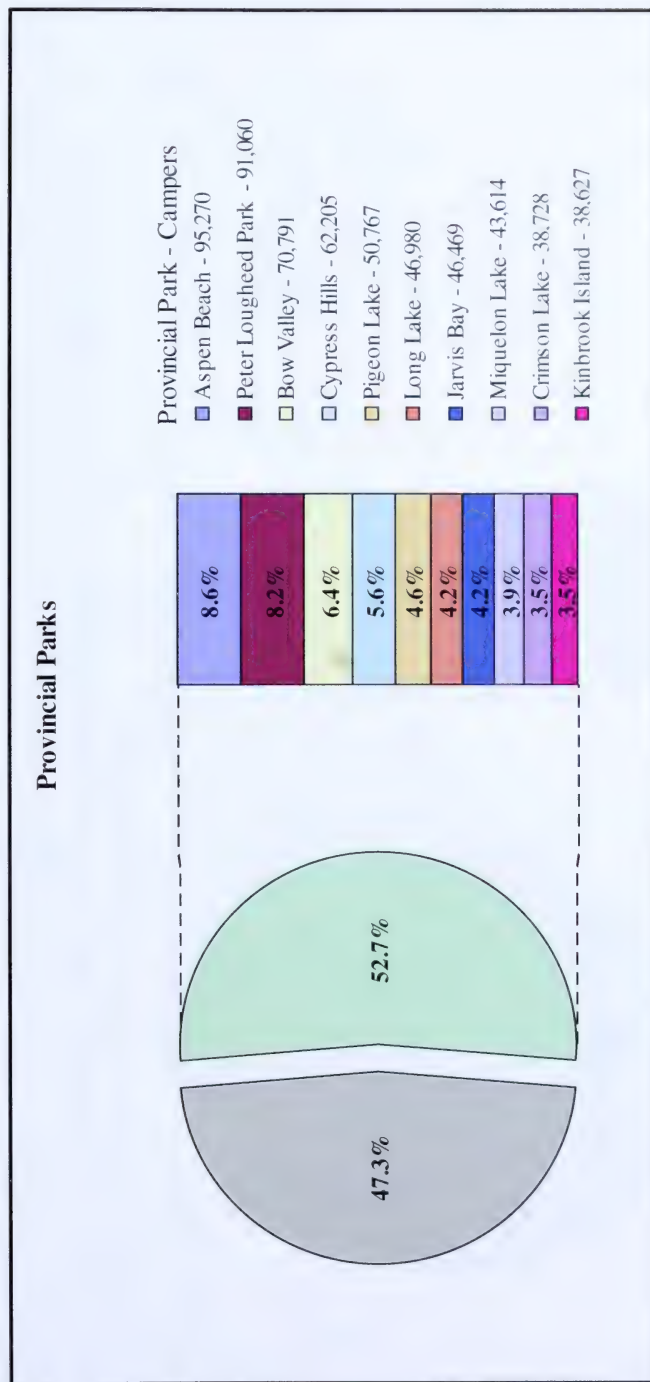 Provincial Parks
47.3%
52.7%
8.6%
8.2%
6.4%
5.6%
4.6%
4.2%
4.2%
3.9%
3.5%
3.5%
Provincial Park - Campers
Aspen Beach - 95,270
Peter Lougheed Park - 91,060
Bow Valley - 70,791
Cypress Hills - 62,205
Pigeon Lake - 50,767
Long Lake - 46,980
Jarvis Bay - 46,469
Miquelon Lake - 43,614
Crimson Lake - 38,728
Kinbrook Island - 38,627